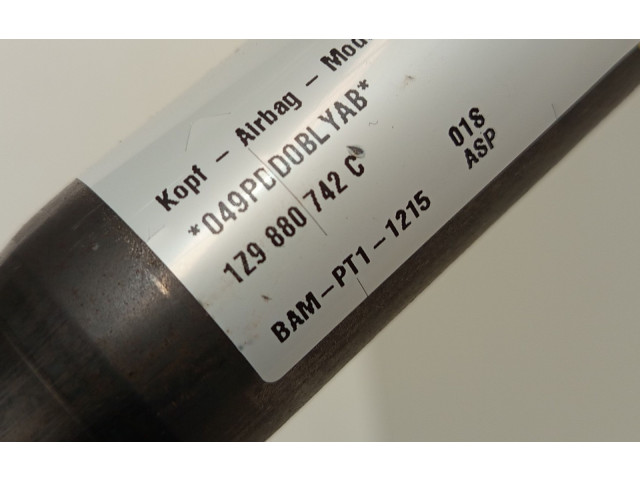 Kopf - Airbag - Mod
*049PDD0BLYAB*
1Z9 880 742 C
01S
ASP
BAM-PT1-1215